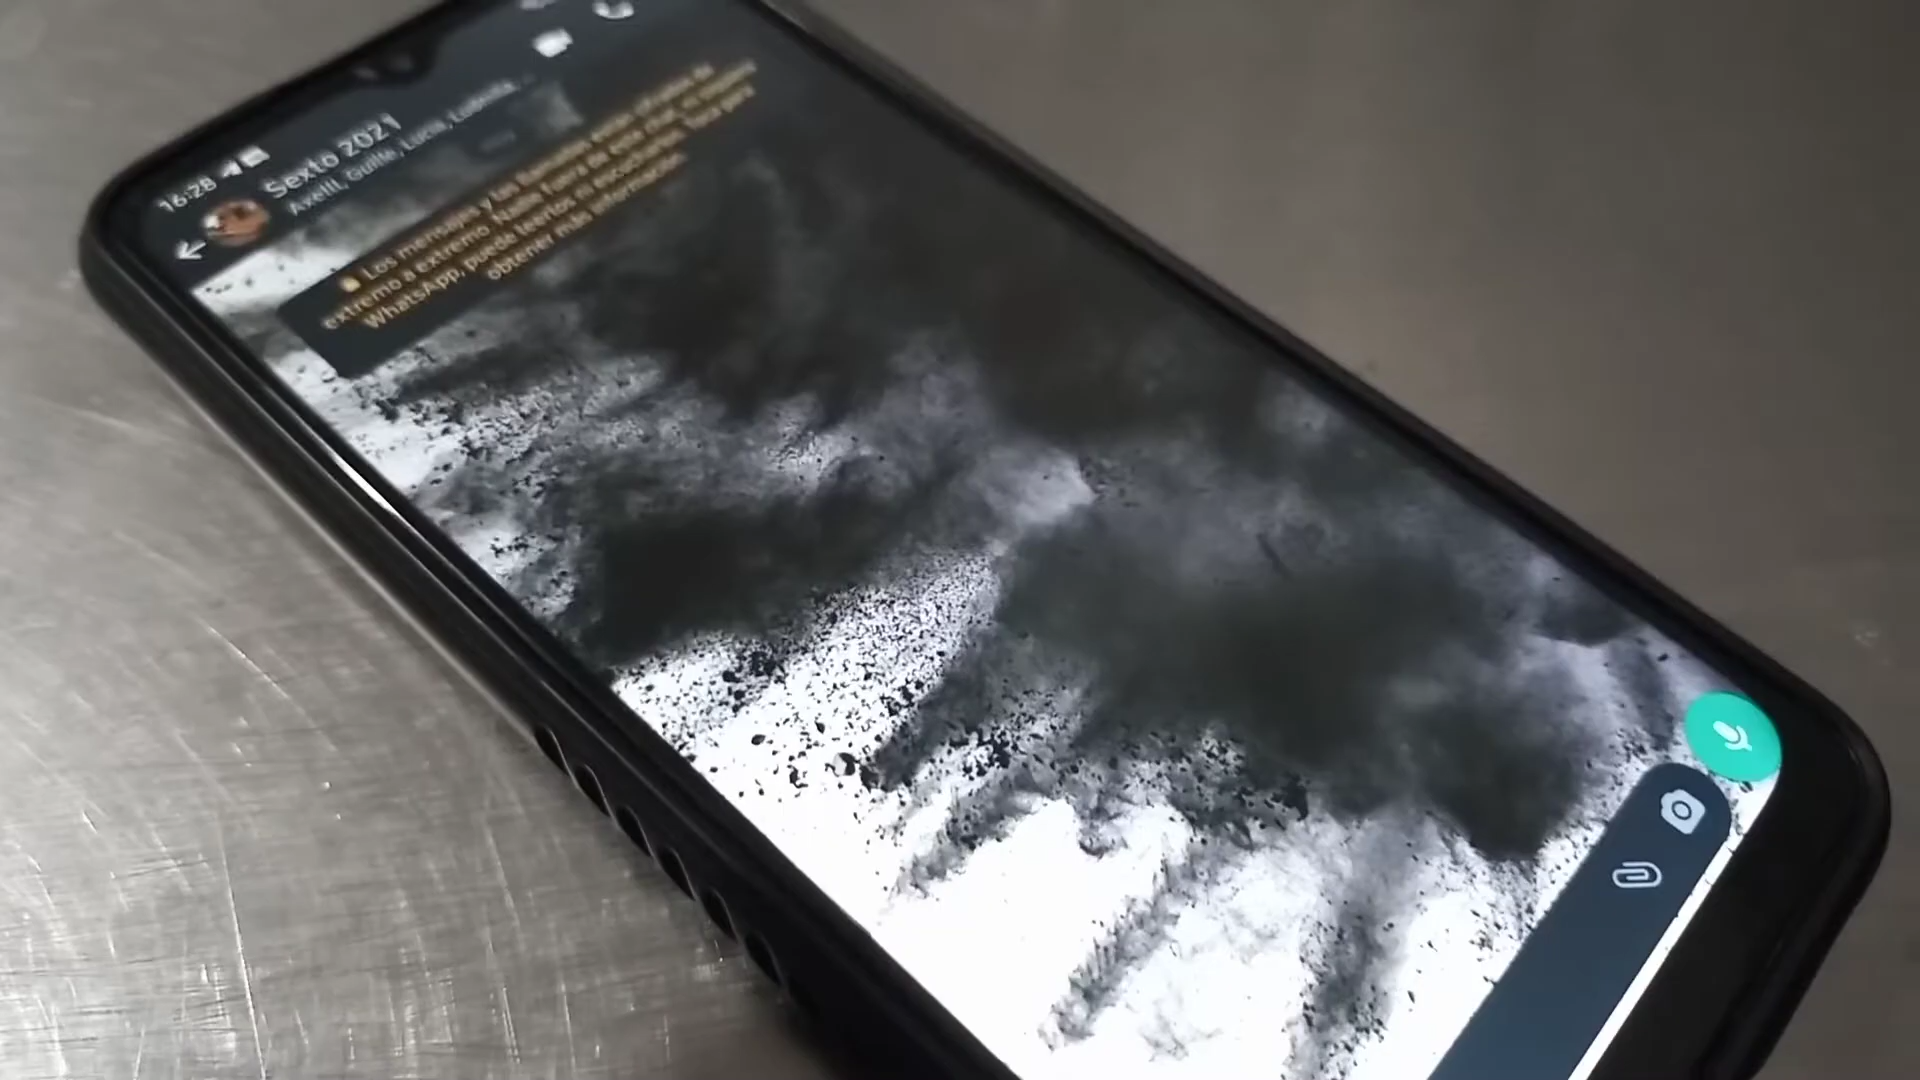 16:28
Sexto 2021
Axelll, Guille, Lucia, Ludmila, ...
Los mensajes y las llamadas están cifrados de
extremo a extremo. Nadie fuera de este chat, ni siquiera
WhatsApp, puede leerlos ni escucharlos. Toca para
obtener más información.